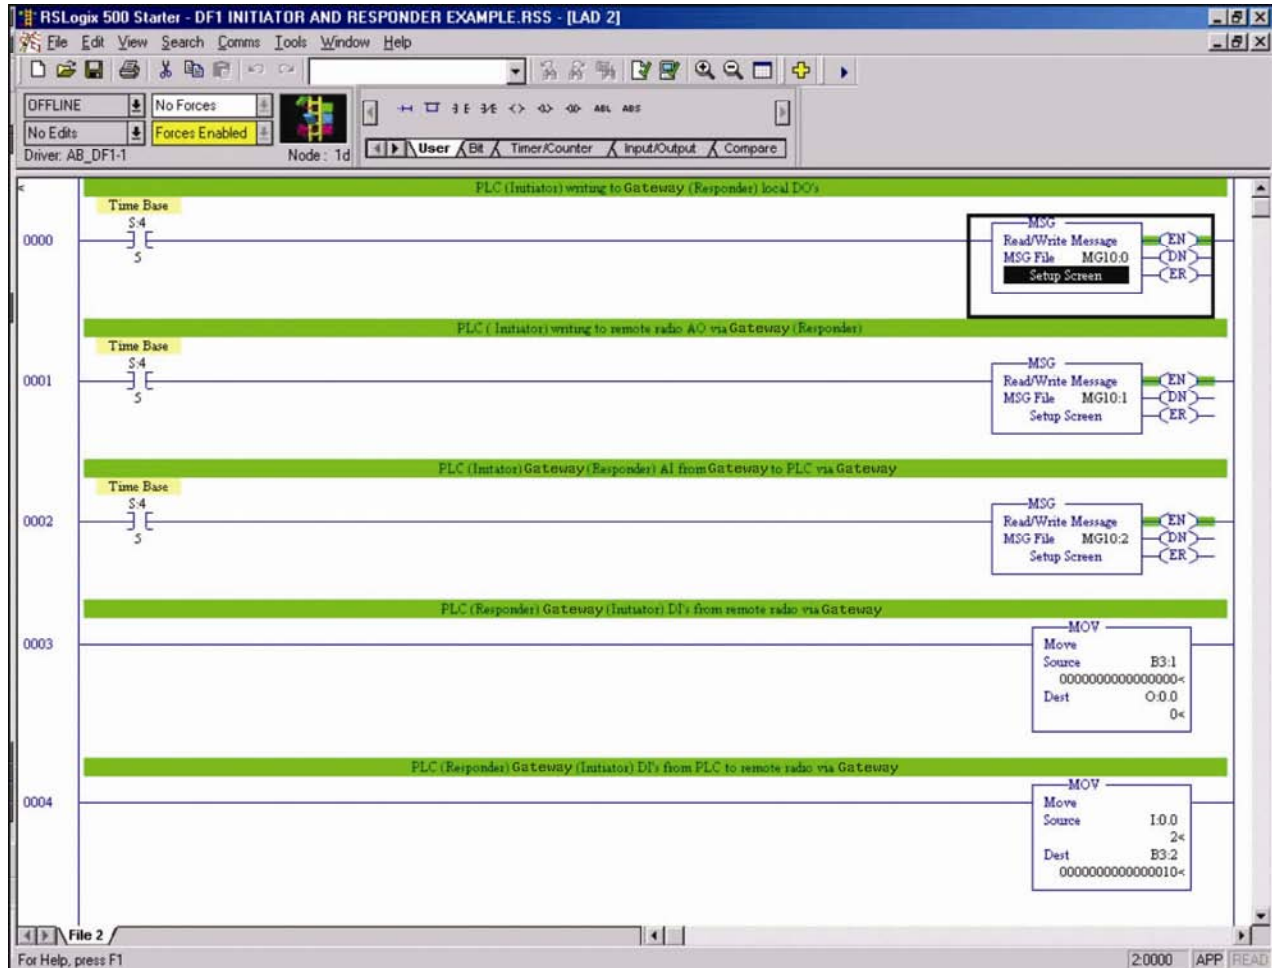 RSLogix 500 Starter - DF1 INITIATOR AND RESPONDER EXAMPLE.RSS - [LAD 2]
File Edit View Search Comms Tools Window Help
OFFLINE No Forces
No Edits Forces Enabled
Driver: AB_DF1-1 Node: 1d
ABL ABS
User Bit Timer/Counter Input/Output Compare
PLC (Initiator) writing to Gateway (Responder) local DO's
Time Base
S:4
5
0000
MSG
Read/Write Message
MSG File MG10:0
Setup Screen
EN
DN
ER
PLC ( Initiator) writing to remote radio AO via Gateway (Responder)
Time Base
S:4
5
0001
MSG
Read/Write Message
MSG File MG10:1
Setup Screen
EN
DN
ER
PLC (Initator) Gateway (Responder) AI from Gateway to PLC via Gateway
Time Base
S:4
5
0002
MSG
Read/Write Message
MSG File MG10:2
Setup Screen
EN
DN
ER
PLC (Responder) Gateway (Initiator) DI's from remote radio via Gateway
0003
MOV
Move
Source B3:1
0000000000000000<
Dest O:0.0
0<
PLC (Responder) Gateway (Initiator) DI's from PLC to remote radio via Gateway
0004
MOV
Move
Source I:0.0
2<
Dest B3:2
0000000000000010<
File 2
For Help, press F1 2:0000 APP READ